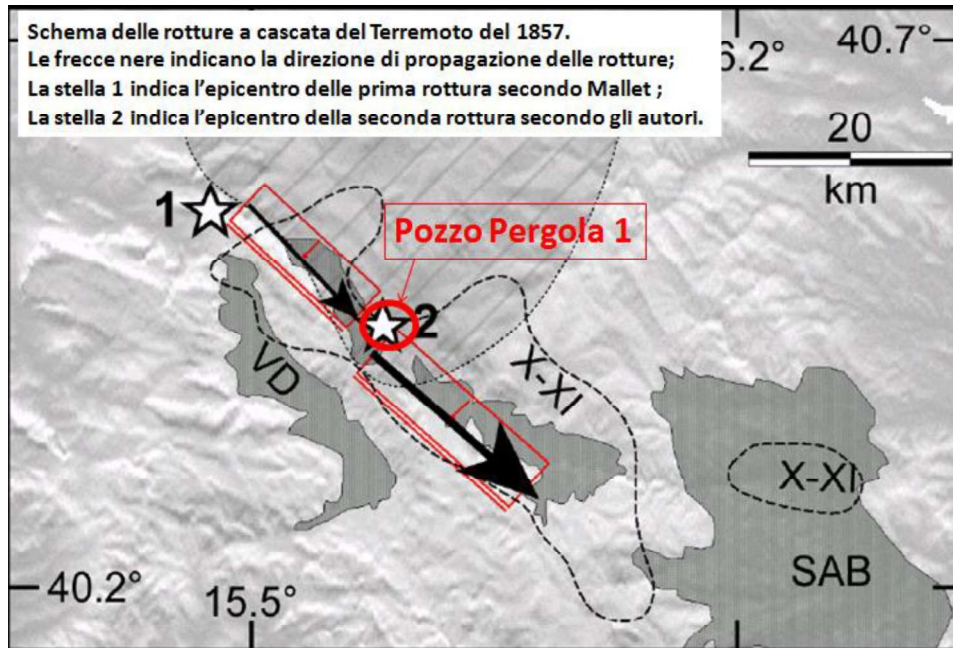 Schema delle rotture a cascata del Terremoto del 1857.
Le frecce nere indicano la direzione di propagazione delle rotture;
La stella 1 indica l'epicentro delle prima rottura secondo Mallet ;
La stella 2 indica l'epicentro della seconda rottura secondo gli autori.
40.7°
20
km
1
Pozzo Pergola 1
2
X-XI
VD
X-XI
SAB
40.2°
15.5°